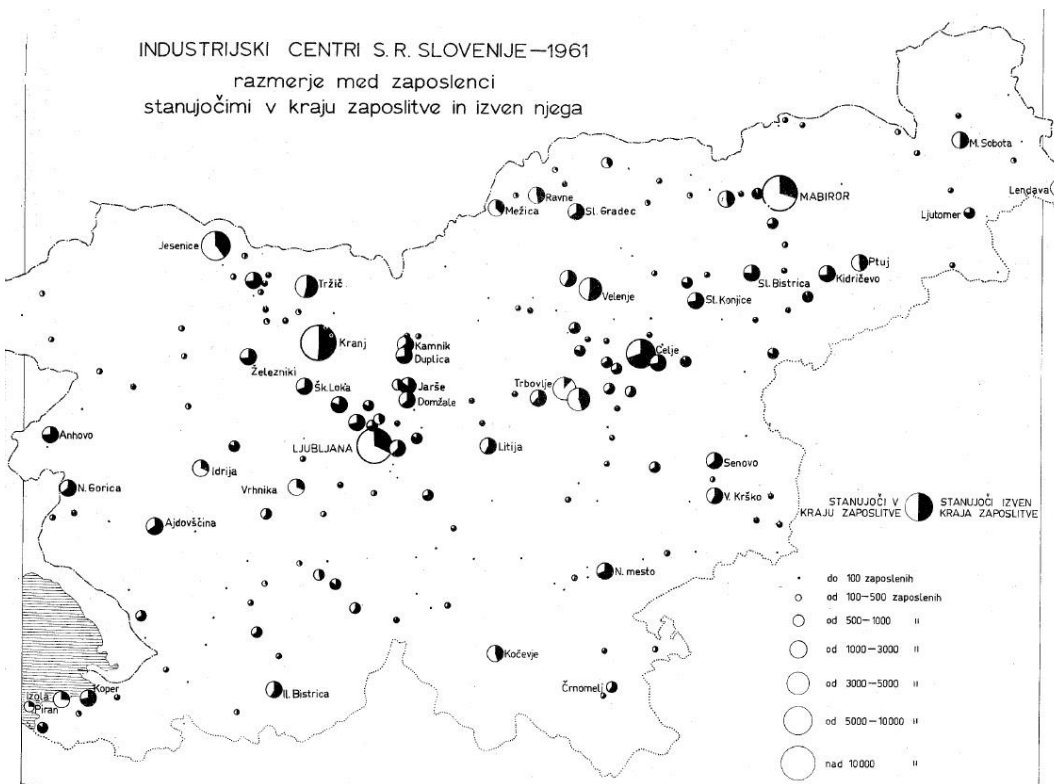 INDUSTRIJSKI CENTRI S. R. SLOVENIJE—1961
razmerje med zaposlenci
stanujočimi v kraju zaposlitve in izven njega
M. Sobota
Lendava
Ravne
Mežica
Sl. Gradec
MABIROR
Ljutomer
Jesenice
Ptuj
Kidričevo
Sl. Bistrica
Tržič
Velenje
Sl. Konjice
Kranj
Kamnik
Duplica
Celje
Železniki
Šk. Loka
Jarše
Domžale
Trbovlje
Anhovo
LJUBLJANA
Litija
Idrija
Senovo
Vrhnika
N. Gorica
V. Krško
STANUJOČI V
KRAJU ZAPOSLITVE
STANUJOČI IZVEN
KRAJA ZAPOSLITVE
Ajdovščina
N. mesto
do 100 zaposlenih
od 100—500 zaposlenih
od 500—1000 "
od 1000—3000 "
od 3000—5000 "
od 5000—10000 "
nad 10000 "
Kočevje
Črnomelj
Il. Bistrica
Koper
Izola
Piran